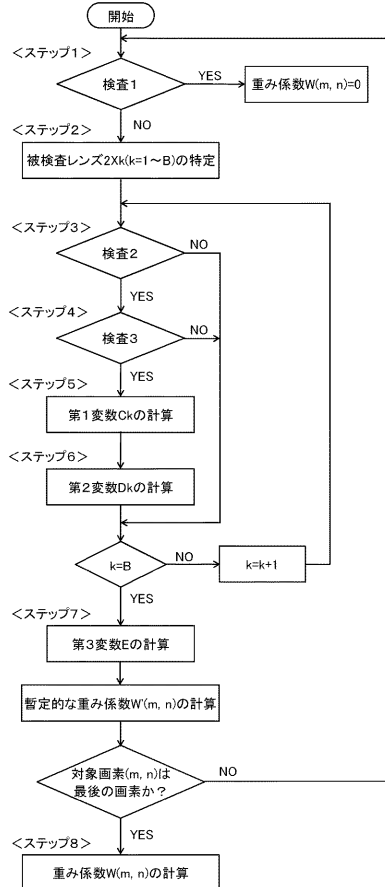 開始
<ステップ1>
検査1
YES
重み係数W(m, n)=0
NO
<ステップ2>
被検査レンズ2Xk(k=1～B)の特定
<ステップ3>
検査2
NO
YES
<ステップ4>
検査3
NO
YES
<ステップ5>
第1変数Ckの計算
<ステップ6>
第2変数Dkの計算
k=B
NO
k=k+1
YES
<ステップ7>
第3変数Eの計算
暫定的な重み係数W'(m, n)の計算
対象画素(m, n)は
最後の画素か？
NO
YES
<ステップ8>
重み係数W(m, n)の計算